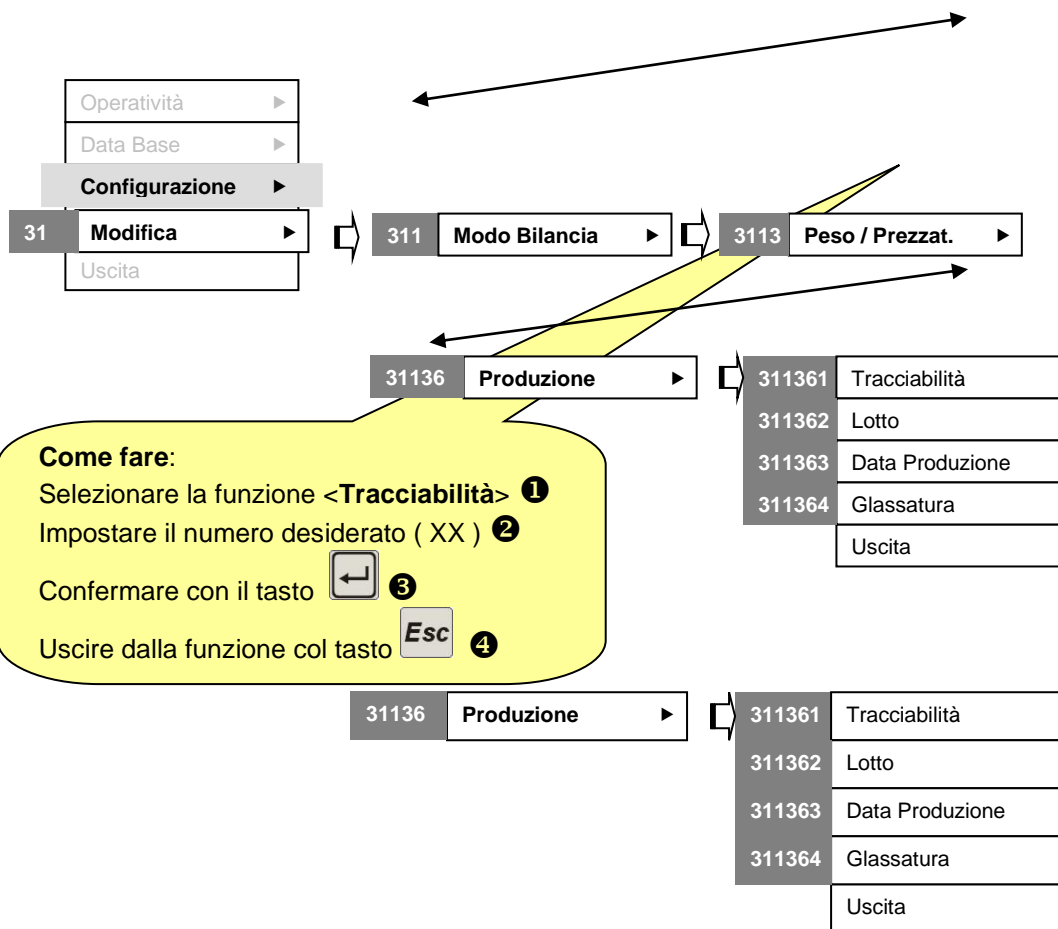 Operatività
Data Base
Configurazione
31 Modifica
311 Modo Bilancia
3113 Peso / Prezzat.
Uscita
31136 Produzione
311361 Tracciabilità
311362 Lotto
311363 Data Produzione
311364 Glassatura
Uscita
Come fare:
Selezionare la funzione <Tracciabilità> ❶
Impostare il numero desiderato ( XX ) ❷
Confermare con il tasto ❸
Uscire dalla funzione col tasto Esc ❹
31136 Produzione
311361 Tracciabilità
311362 Lotto
311363 Data Produzione
311364 Glassatura
Uscita